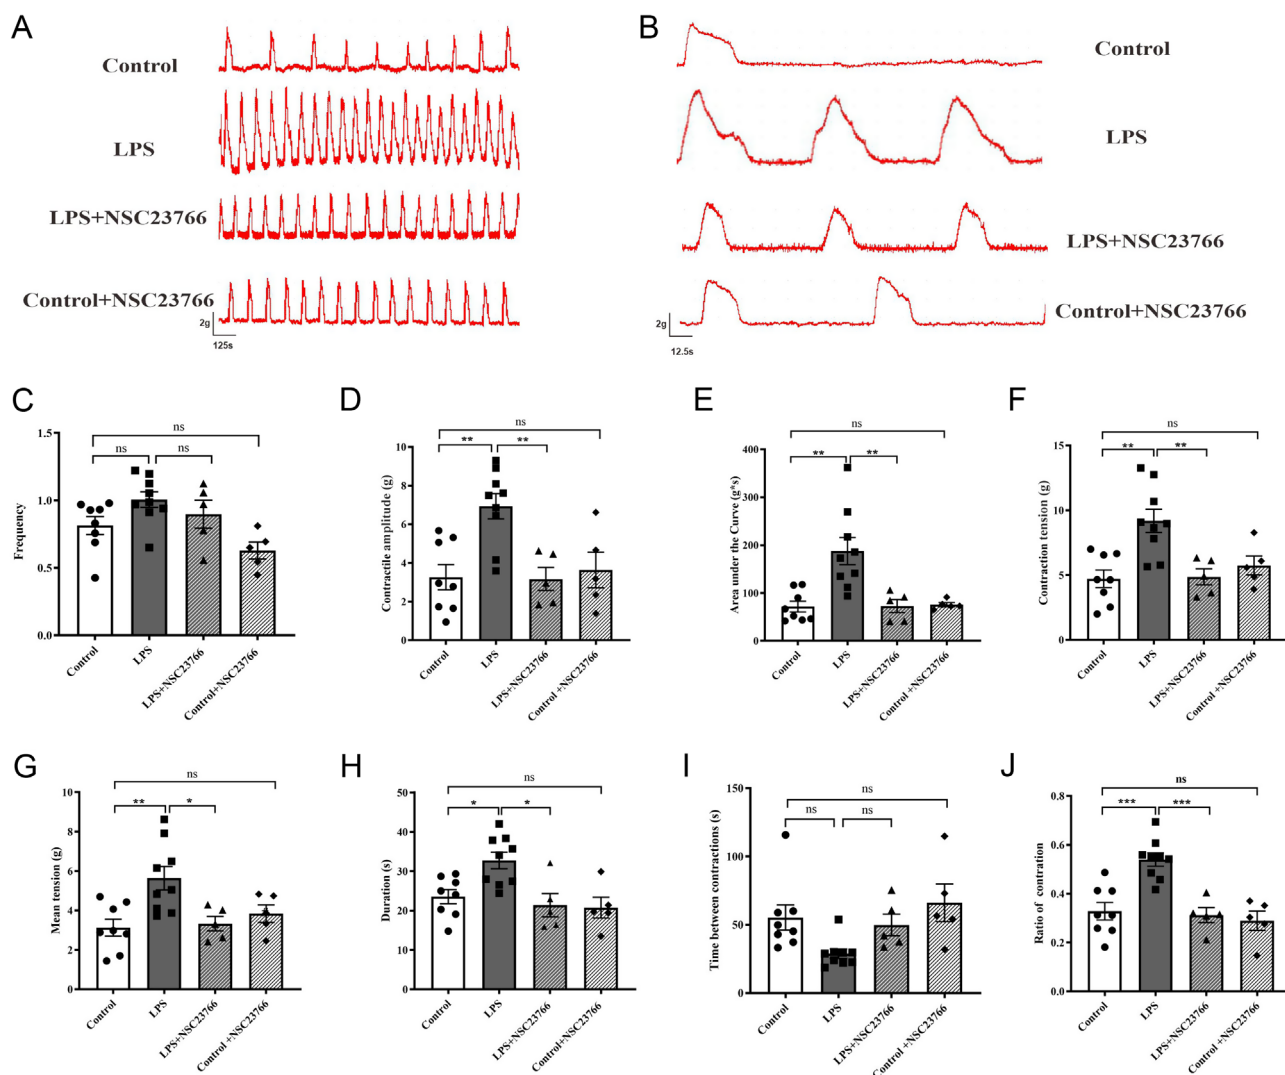 A
Control
LPS
LPS+NSC23766
Control+NSC23766
2g
125s
B
Control
LPS
LPS+NSC23766
Control+NSC23766
2g
12.5s
C
ns
ns
ns
Frequency
1.5
1.0
0.5
0.0
Control
LPS
LPS+NSC23766
Control+NSC23766
D
ns
**
**
Contractile amplitude (g)
10
8
6
4
2
0
Control
LPS
LPS+NSC23766
Control +NSC23766
E
ns
**
**
Area under the Curve (g*s)
400
300
200
100
0
Control
LPS
LPS+NSC23766
Control +NSC23766
F
ns
**
**
Contraction tension (g)
15
10
5
0
Control
LPS
LPS+NSC23766
Control +NSC23766
G
ns
**
*
Mean tension (g)
10
8
6
4
2
0
Control
LPS
LPS+NSC23766
Control +NSC23766
H
ns
*
*
Duration (s)
50
40
30
20
10
0
Control
LPS
LPS+NSC23766
Control +NSC23766
I
ns
ns
ns
Time between contractions (s)
150
100
50
0
Control
LPS
LPS+NSC23766
Control +NSC23766
J
ns
***
***
Ratio of contration
0.8
0.6
0.4
0.2
0.0
Control
LPS
LPS+NSC23766
Control +NSC23766